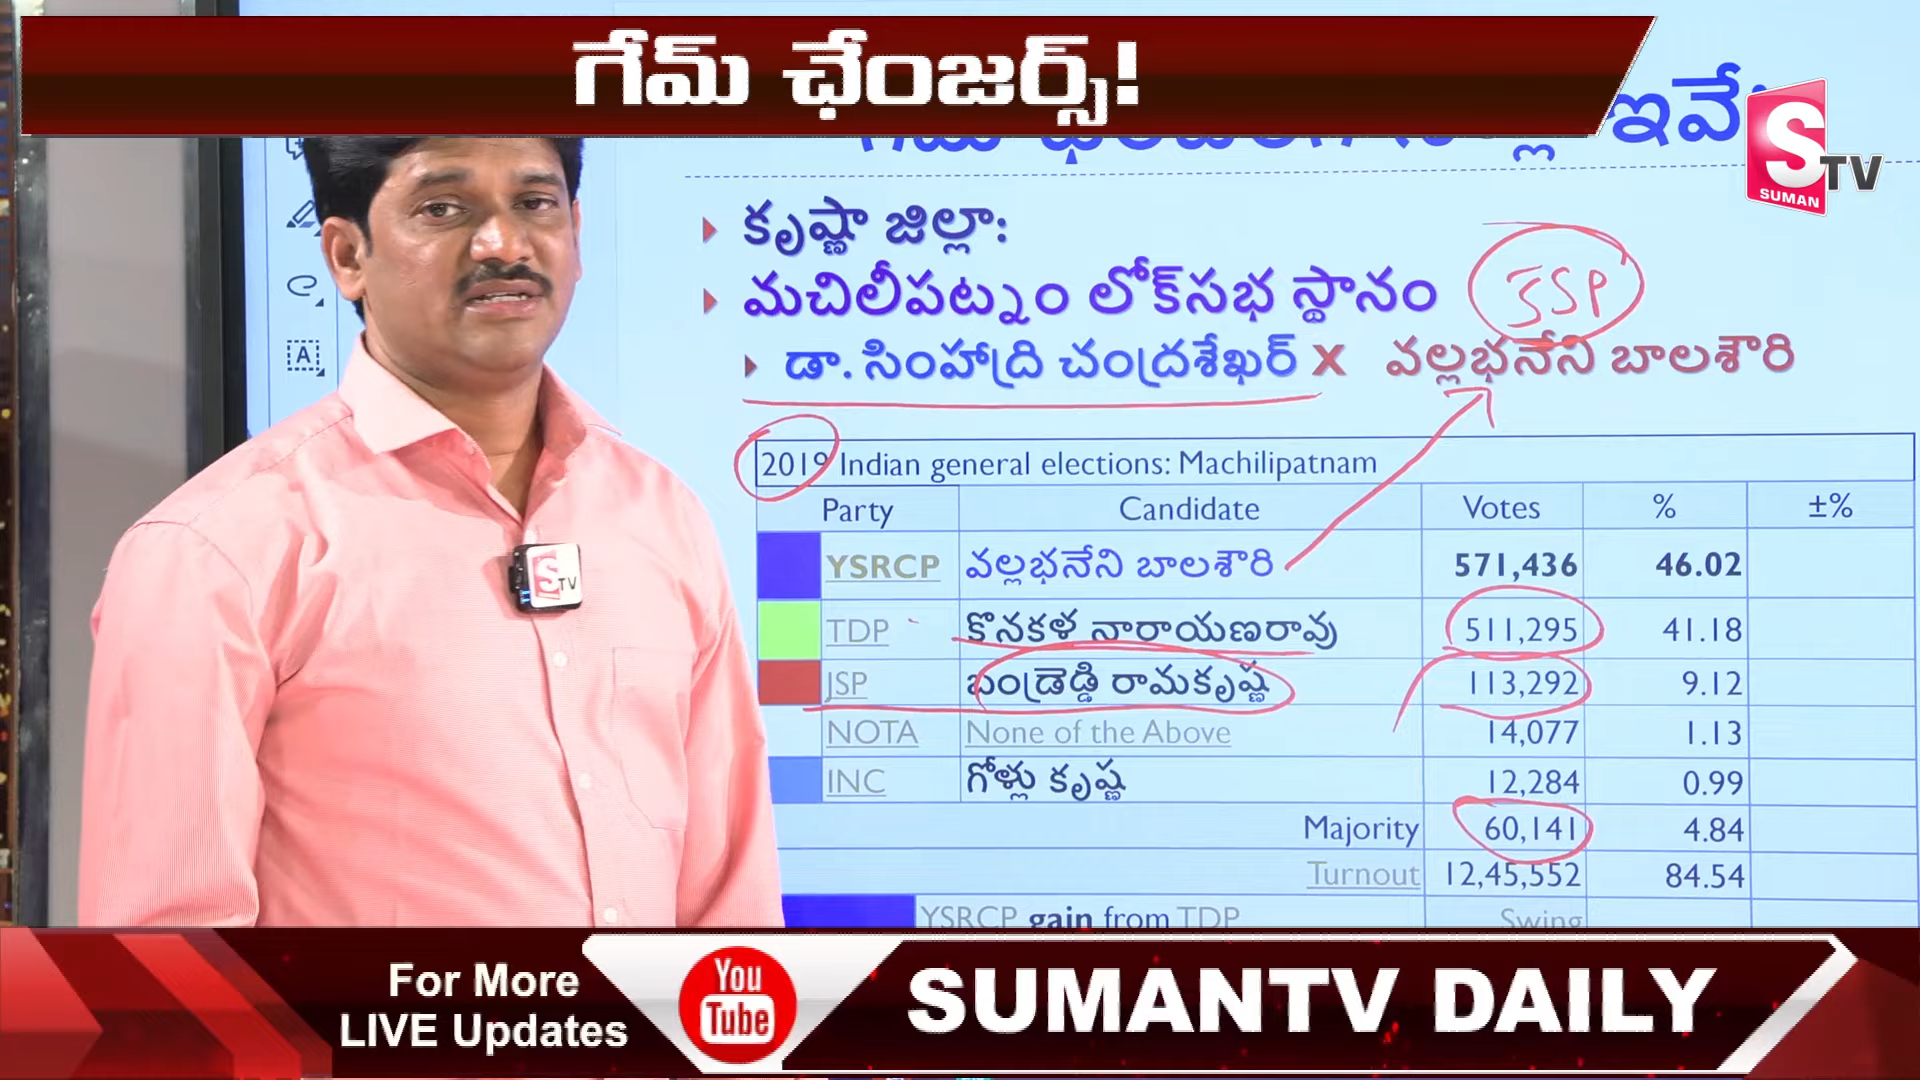 గేమ్ ఛేంజర్స్!
ఇవే
S TV
SUMAN
కృష్ణా జిల్లా:
మచిలీపట్నం లోక్‌సభ స్థానం
JSP
డా. సింహాద్రి చంద్రశేఖర్ X వల్లభనేని బాలశౌరి
A
2019 Indian general elections: Machilipatnam
Party Candidate Votes % ±%
YSRCP వల్లభనేని బాలశౌరి 571,436 46.02
TDP కొనకళ నారాయణరావు 511,295 41.18
JSP బండ్రెడ్డి రామకృష్ణ 113,292 9.12
NOTA None of the Above 14,077 1.13
INC గోళ్లు కృష్ణ 12,284 0.99
Majority 60,141 4.84
Turnout 12,45,552 84.54
YSRCP gain from TDP Swing
S TV
For More
LIVE Updates
You
Tube
SUMANTV DAILY